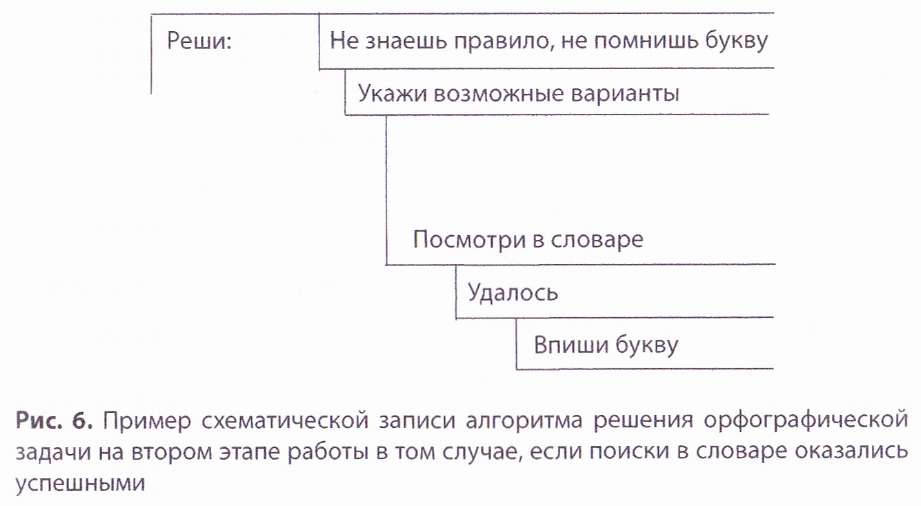 Реши:
Не знаешь правило, не помнишь букву
Укажи возможные варианты
Посмотри в словаре
Удалось
Впиши букву
Рис. 6. Пример схематической записи алгоритма решения орфографической
задачи на втором этапе работы в том случае, если поиски в словаре оказались
успешными